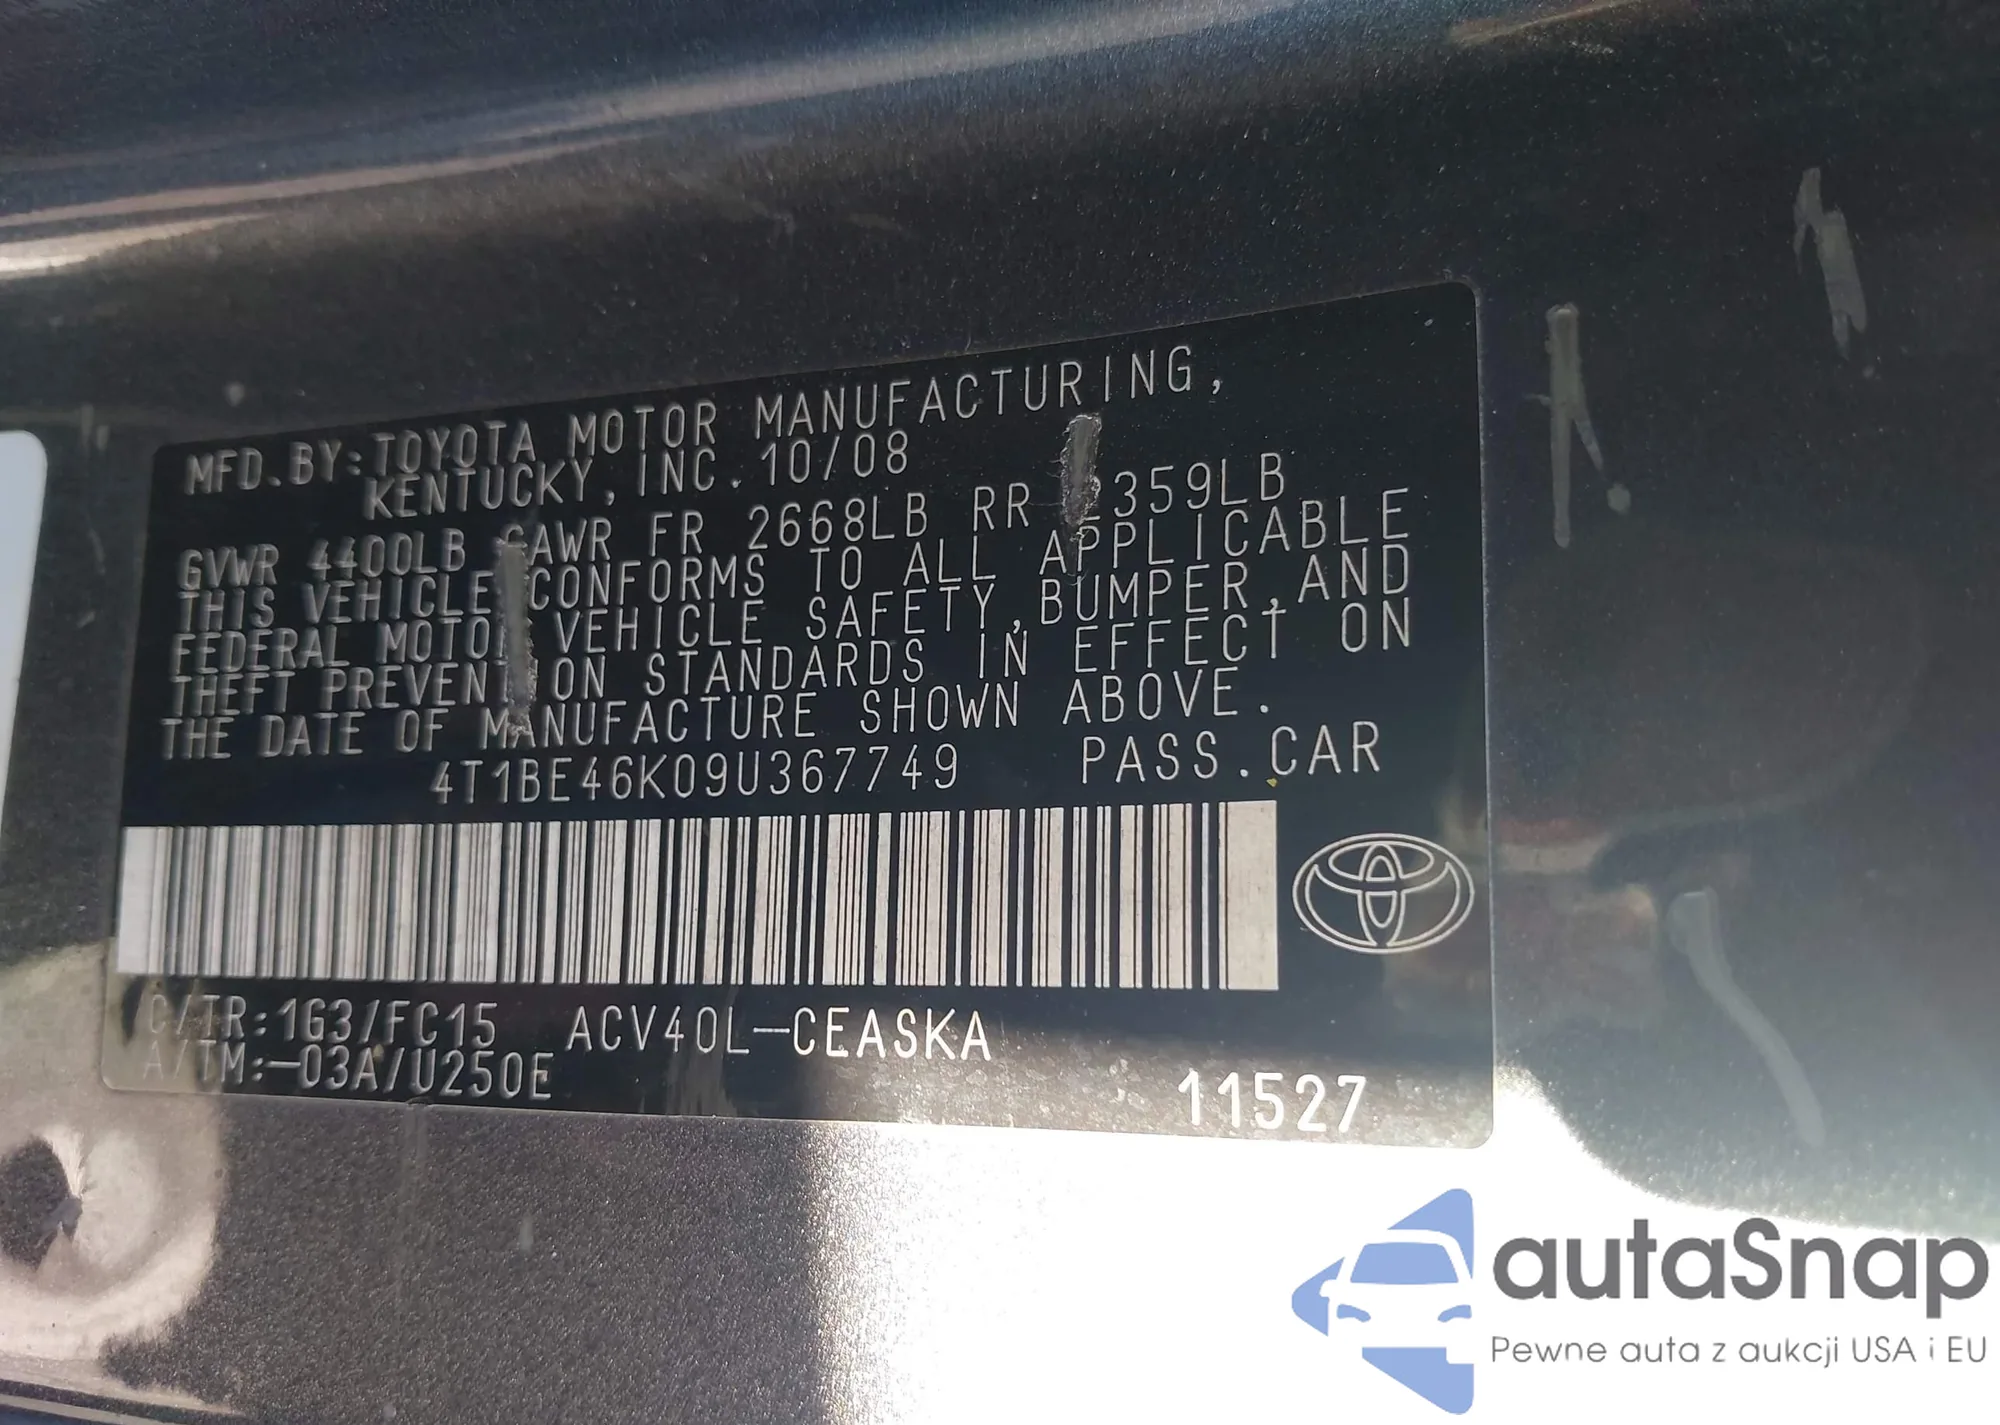 MFD.BY:TOYOTA MOTOR MANUFACTURING,
KENTUCKY, INC. 10/08
GVWR 4400LB GAWR FR 2668LB RR 2359LB
THIS VEHICLE CONFORMS TO ALL APPLICABLE
FEDERAL MOTOR VEHICLE SAFETY, BUMPER, AND
THEFT PREVENTION STANDARDS IN EFFECT ON
THE DATE OF MANUFACTURE SHOWN ABOVE.
4T1BE46K09U367749 PASS.CAR
C/TR:1G3/FC15 ACV40L-CEASKA
A/TM:-03A/U250E
11527
autaSnap
Pewne auta z aukcji USA i EU